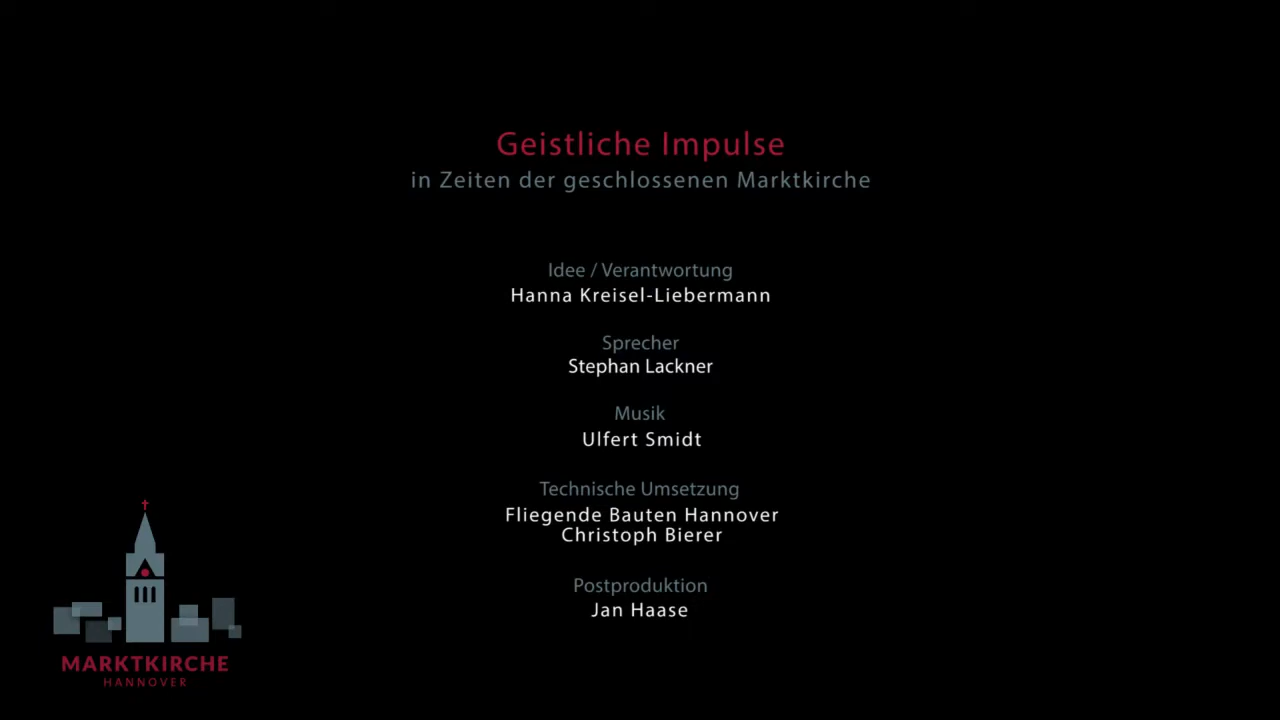 Geistliche Impulse
in Zeiten der geschlossenen Marktkirche
Idee / Verantwortung
Hanna Kreisel-Liebermann
Sprecher
Stephan Lackner
Musik
Ulfert Smidt
Technische Umsetzung
Fliegende Bauten Hannover
Christoph Bierer
Postproduktion
Jan Haase
MARKTKIRCHE
HANNOVER